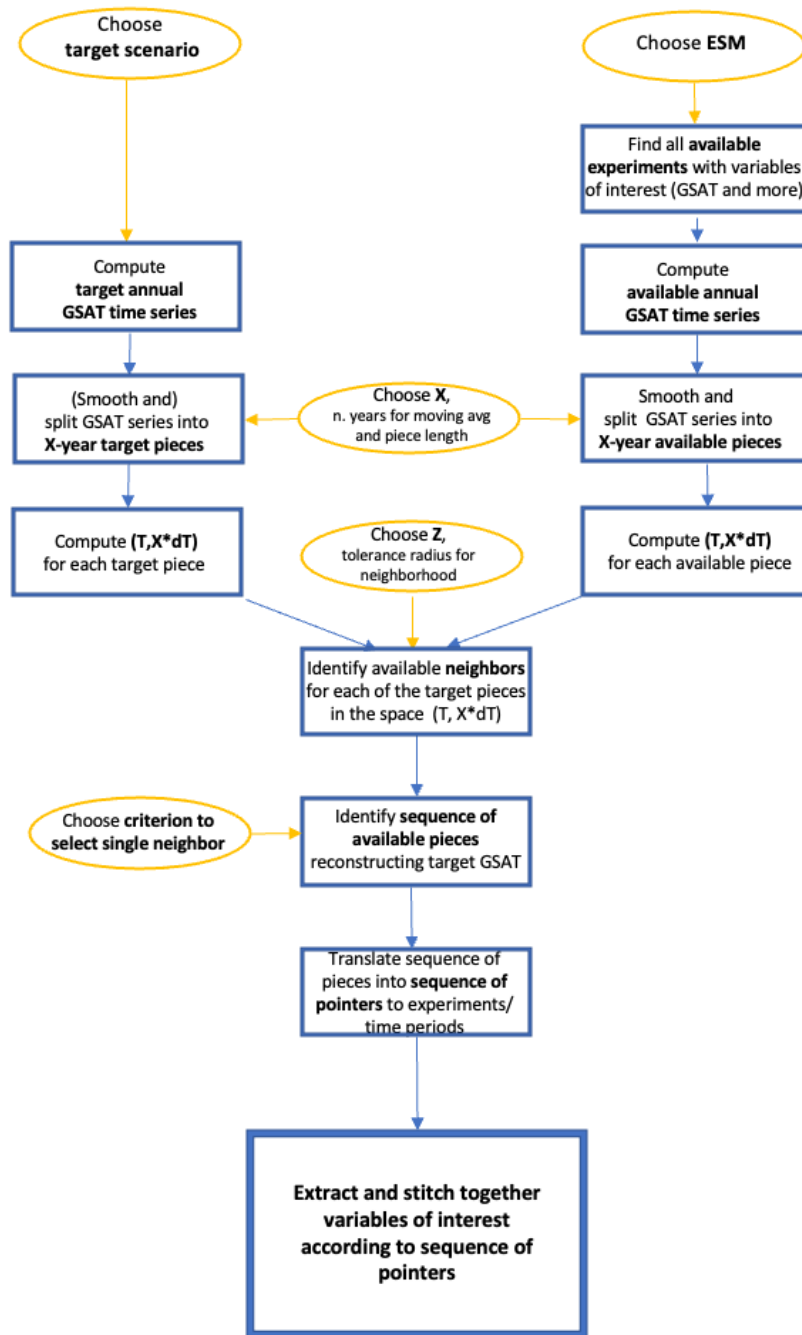 Choose
target scenario
Choose ESM
Find all available
experiments with variables
of interest (GSAT and more)
Compute
target annual
GSAT time series
Compute
available annual
GSAT time series
(Smooth and)
split GSAT series into
X-year target pieces
Choose X,
n. years for moving avg
and piece length
Smooth and
split GSAT series into
X-year available pieces
Compute (T,X*dT)
for each target piece
Choose Z,
tolerance radius for
neighborhood
Compute (T,X*dT)
for each available piece
Identify available neighbors
for each of the target pieces
in the space (T, X*dT)
Choose criterion to
select single neighbor
Identify sequence of
available pieces
reconstructing target GSAT
Translate sequence of
pieces into sequence of
pointers to experiments/
time periods
Extract and stitch together
variables of interest
according to sequence of
pointers